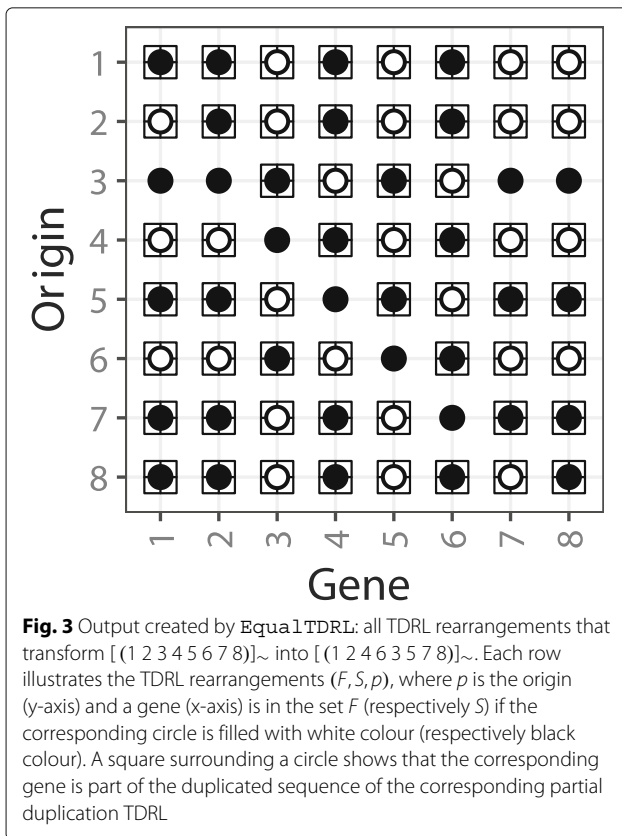 Origin
1
2
3
4
5
6
7
8
1 2 3 4 5 6 7 8
Gene
Fig. 3 Output created by EqualTDRL: all TDRL rearrangements that
transform [ (1 2 3 4 5 6 7 8)]∼ into [ (1 2 4 6 3 5 7 8)]∼. Each row
illustrates the TDRL rearrangements (F, S, p), where p is the origin
(y-axis) and a gene (x-axis) is in the set F (respectively S) if the
corresponding circle is filled with white colour (respectively black
colour). A square surrounding a circle shows that the corresponding
gene is part of the duplicated sequence of the corresponding partial
duplication TDRL